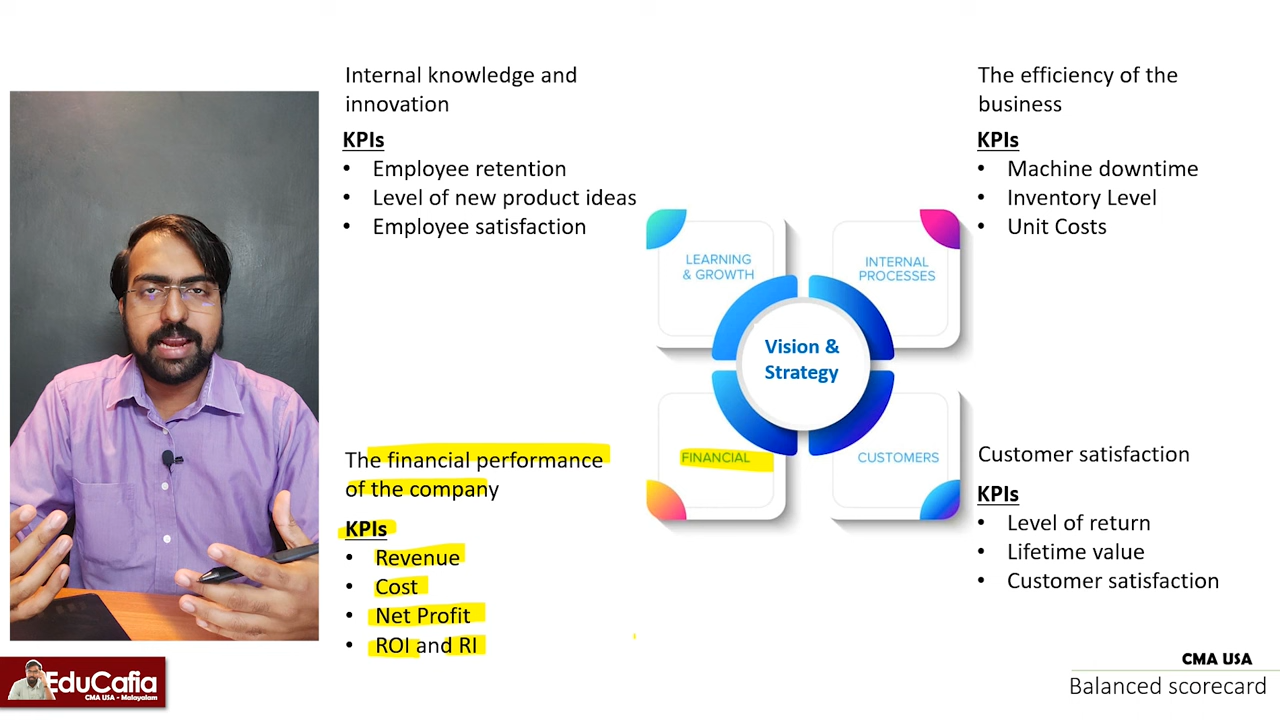 Internal knowledge and
innovation
KPIs
• Employee retention
• Level of new product ideas
• Employee satisfaction
The efficiency of the
business
KPIs
• Machine downtime
• Inventory Level
• Unit Costs
LEARNING
& GROWTH
INTERNAL
PROCESSES
Vision &
Strategy
FINANCIAL
CUSTOMERS
The financial performance
of the company
KPIs
• Revenue
• Cost
• Net Profit
• ROI and RI
Customer satisfaction
KPIs
• Level of return
• Lifetime value
• Customer satisfaction
EduCafia
CMA USA - Malayalam
CMA USA
Balanced scorecard